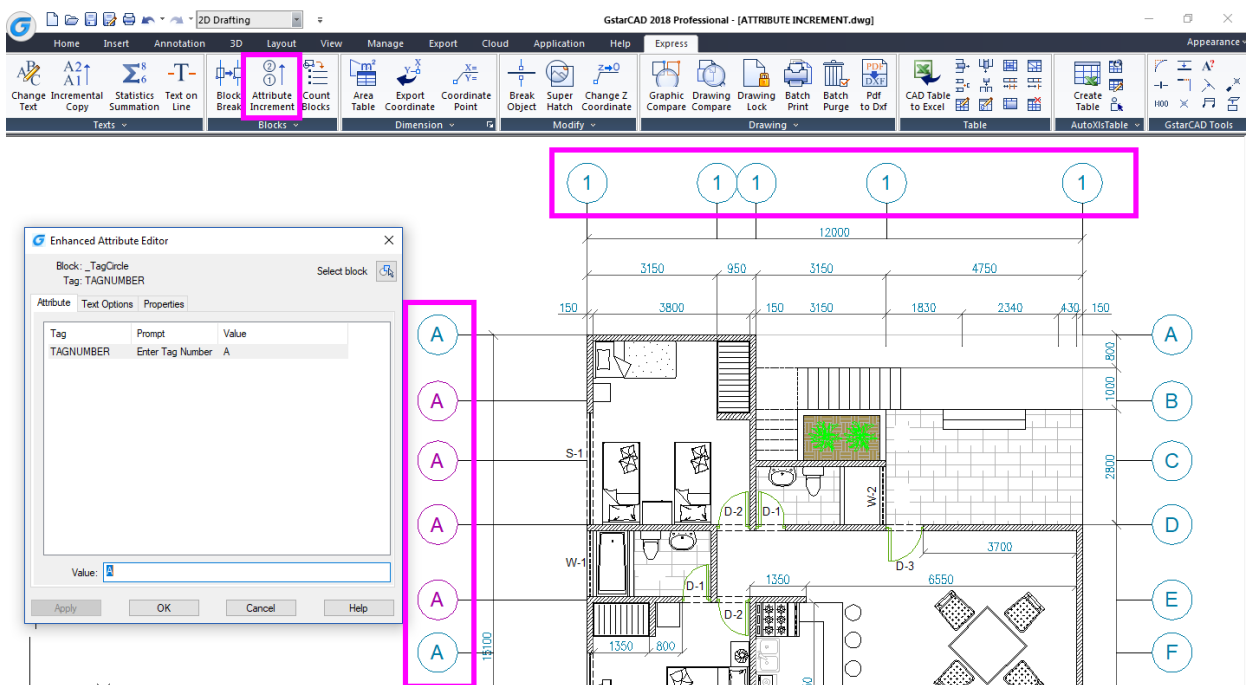 2D Drafting
GstarCAD 2018 Professional - [ATTRIBUTE INCREMENT.dwg]
Home Insert Annotation 3D Layout View Manage Export Cloud Application Help Express Appearance
Change Text
Incremental Copy
Statistics Summation
Text on Line
Block Break
Attribute Increment
Count Blocks
Area Table
Export Coordinate
Coordinate Point
Break Object
Super Hatch
Change Z Coordinate
Graphic Compare
Drawing Compare
Drawing Lock
Batch Print
Batch Purge
Pdf to Dxf
CAD Table to Excel
Create Table
Texts Blocks Dimension Modify Drawing Table AutoXlsTable GstarCAD Tools
1 1 1 1 1
12000
3150 950 3150 4750
150 3800 150 3150 1830 2340 430 150
Enhanced Attribute Editor
Block: _TagCircle
Tag: TAGNUMBER
Select block
Attribute Text Options Properties
Tag Prompt Value
TAGNUMBER Enter Tag Number A
Value: A
Apply OK Cancel Help
A
A
A
A
A
A
15100
S-1
W-1
D-2 D-1
W-2
D-1
D-2
D-3
3700
1350 6550
1350 800
800
1000
2800
A
B
C
D
E
F